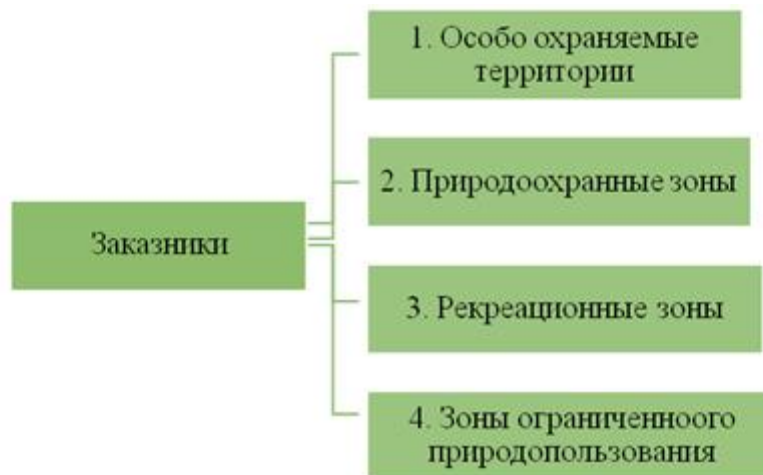 1. Особо охраняемые
территории
2. Природоохранные зоны
Заказники
3. Рекреационные зоны
4. Зоны ограниченноого
природопользования